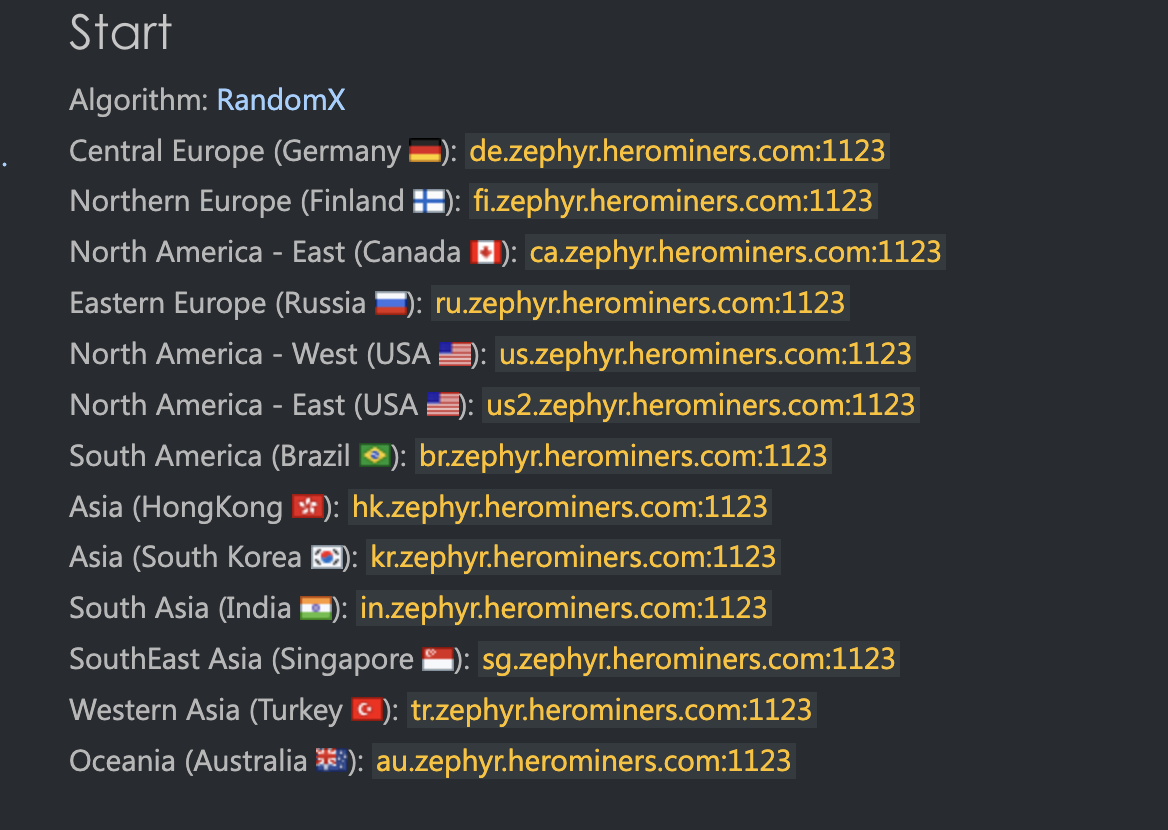 Start
Algorithm: RandomX
Central Europe (Germany 🇩🇪): de.zephyr.herominers.com:1123
Northern Europe (Finland 🇫🇮): fi.zephyr.herominers.com:1123
North America - East (Canada 🇨🇦): ca.zephyr.herominers.com:1123
Eastern Europe (Russia 🇷🇺): ru.zephyr.herominers.com:1123
North America - West (USA 🇺🇸): us.zephyr.herominers.com:1123
North America - East (USA 🇺🇸): us2.zephyr.herominers.com:1123
South America (Brazil 🇧🇷): br.zephyr.herominers.com:1123
Asia (HongKong 🇭🇰): hk.zephyr.herominers.com:1123
Asia (South Korea 🇰🇷): kr.zephyr.herominers.com:1123
South Asia (India 🇮🇳): in.zephyr.herominers.com:1123
SouthEast Asia (Singapore 🇸🇬): sg.zephyr.herominers.com:1123
Western Asia (Turkey 🇹🇷): tr.zephyr.herominers.com:1123
Oceania (Australia 🇦🇺): au.zephyr.herominers.com:1123